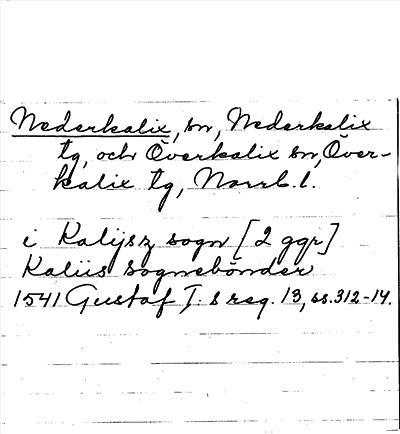 Nederkalix, sn, Nederkalix
tg, och Överkalix sn, Över-
kalix tg, Norrb. l.
i Kalijsz sogn [2 ggr]
Kaliis sognebönder
1541 Gustaf I:s reg. 13, ss. 312-14.